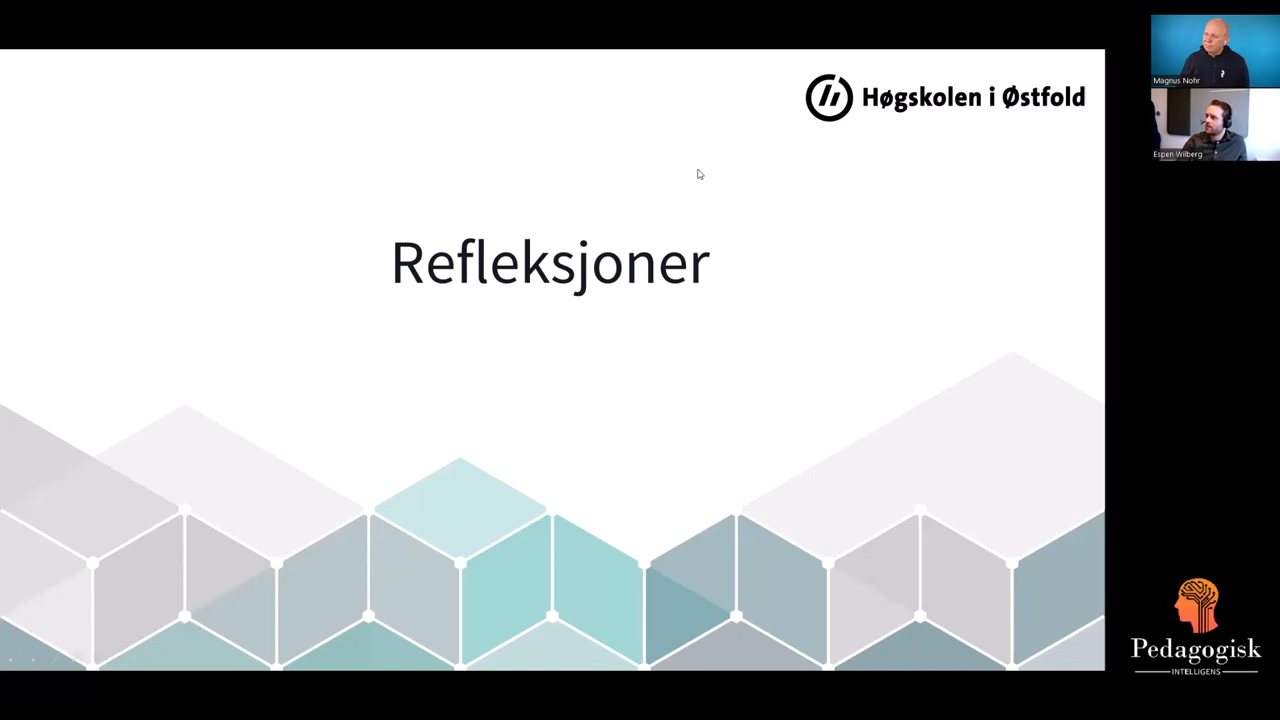 Høgskolen i Østfold
Refleksjoner
Magnus Nohr
Espen Wilberg
Pedagogisk
INTELLIGENS